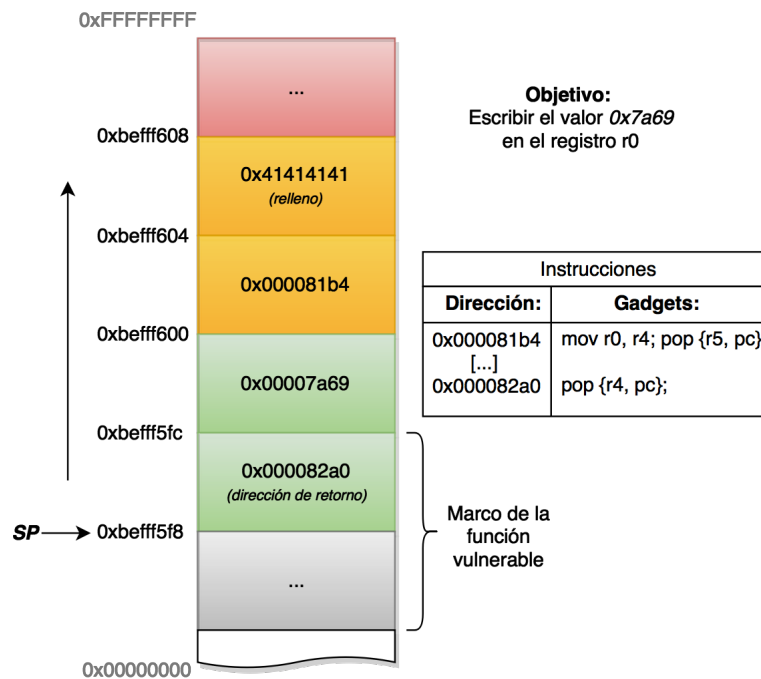 0xFFFFFFFF
...
0xbefff608
0x41414141
(relleno)
0xbefff604
0x000081b4
0xbefff600
0x00007a69
0xbefff5fc
0x000082a0
(dirección de retorno)
SP
0xbefff5f8
...
0x00000000
Objetivo:
Escribir el valor 0x7a69
en el registro r0
Instrucciones
Dirección: Gadgets:
0x000081b4 mov r0, r4; pop {r5, pc}
[...]
0x000082a0 pop {r4, pc};
Marco de la
función
vulnerable